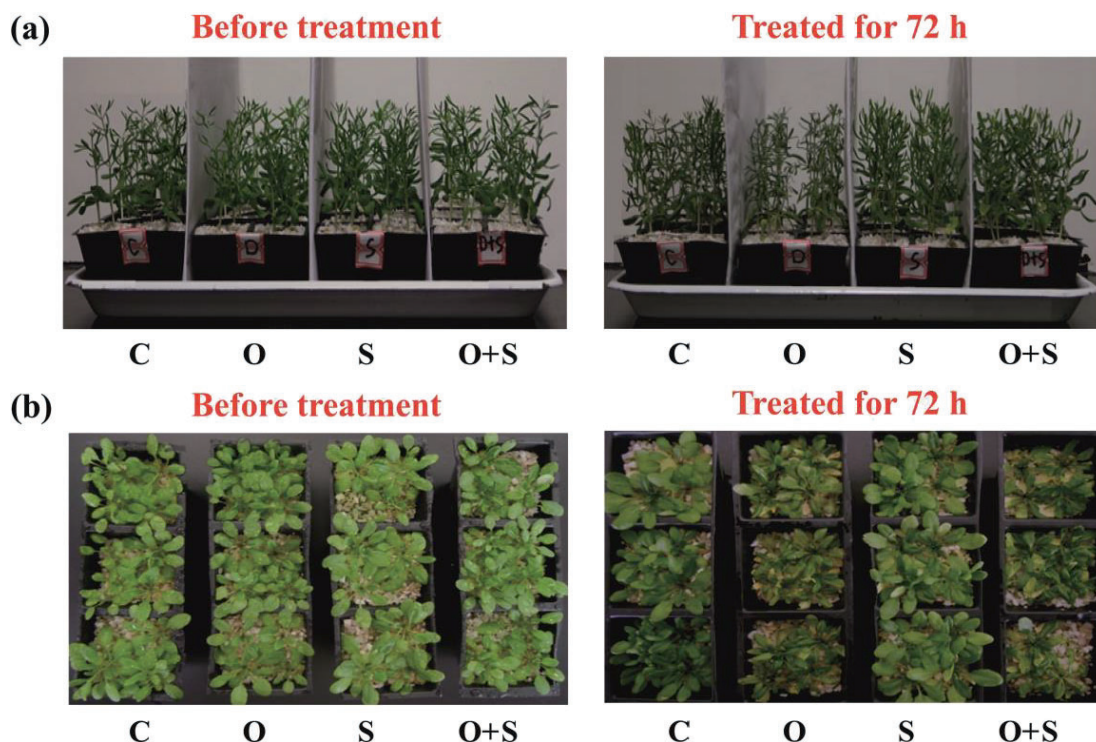 (a)
Before treatment
Treated for 72 h
C
D
S
D+S
C
D
S
D+S
C O S O+S
C O S O+S
(b)
Before treatment
Treated for 72 h
C O S O+S
C O S O+S